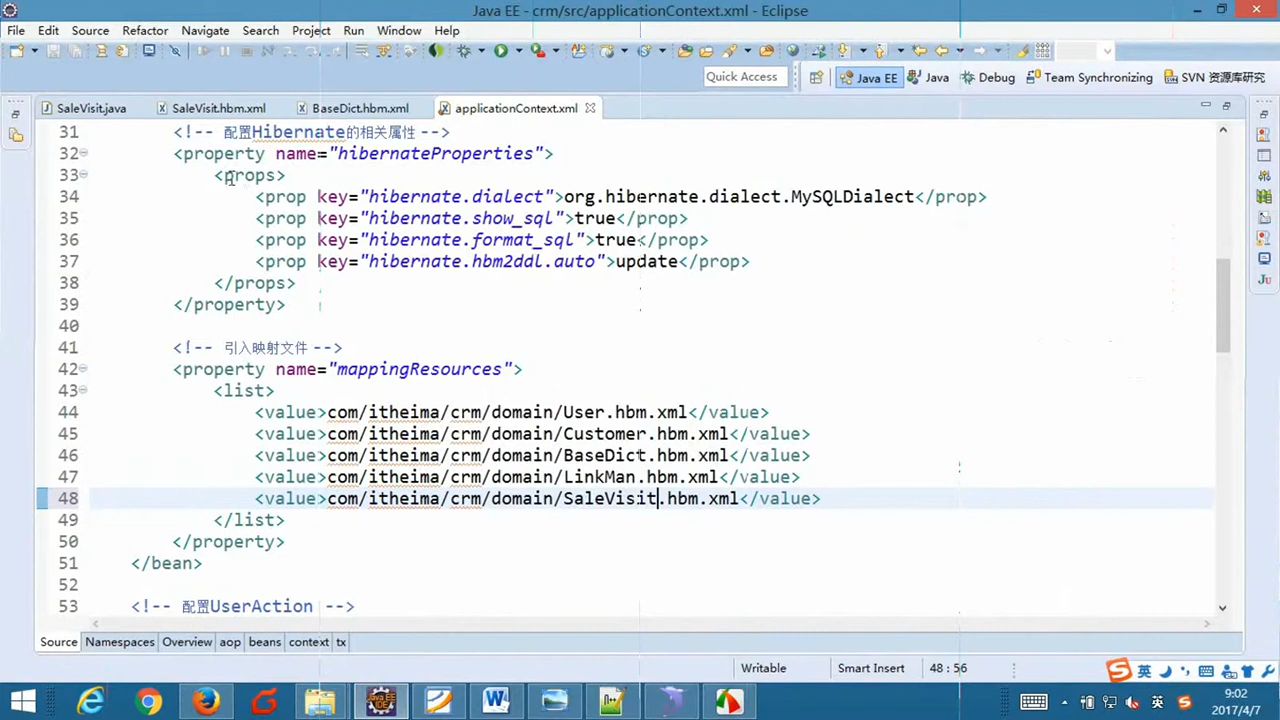 Java EE - crm/src/applicationContext.xml - Eclipse
File Edit Source Refactor Navigate Search Project Run Window Help
Quick Access Java EE Java Debug Team Synchronizing SVN 资源库研究
SaleVisit.java SaleVisit.hbm.xml BaseDict.hbm.xml applicationContext.xml
31 <!-- 配置Hibernate的相关属性 -->
32 <property name="hibernateProperties">
33 <props>
34 <prop key="hibernate.dialect">org.hibernate.dialect.MySQLDialect</prop>
35 <prop key="hibernate.show_sql">true</prop>
36 <prop key="hibernate.format_sql">true</prop>
37 <prop key="hibernate.hbm2ddl.auto">update</prop>
38 </props>
39 </property>
40
41 <!-- 引入映射文件 -->
42 <property name="mappingResources">
43 <list>
44 <value>com/itheima/crm/domain/User.hbm.xml</value>
45 <value>com/itheima/crm/domain/Customer.hbm.xml</value>
46 <value>com/itheima/crm/domain/BaseDict.hbm.xml</value>
47 <value>com/itheima/crm/domain/LinkMan.hbm.xml</value>
48 <value>com/itheima/crm/domain/SaleVisit.hbm.xml</value>
49 </list>
50 </property>
51 </bean>
52
53 <!-- 配置UserAction -->
Source Namespaces Overview aop beans context tx
Writable Smart Insert 48 : 56
英
英
9:02
2017/4/7